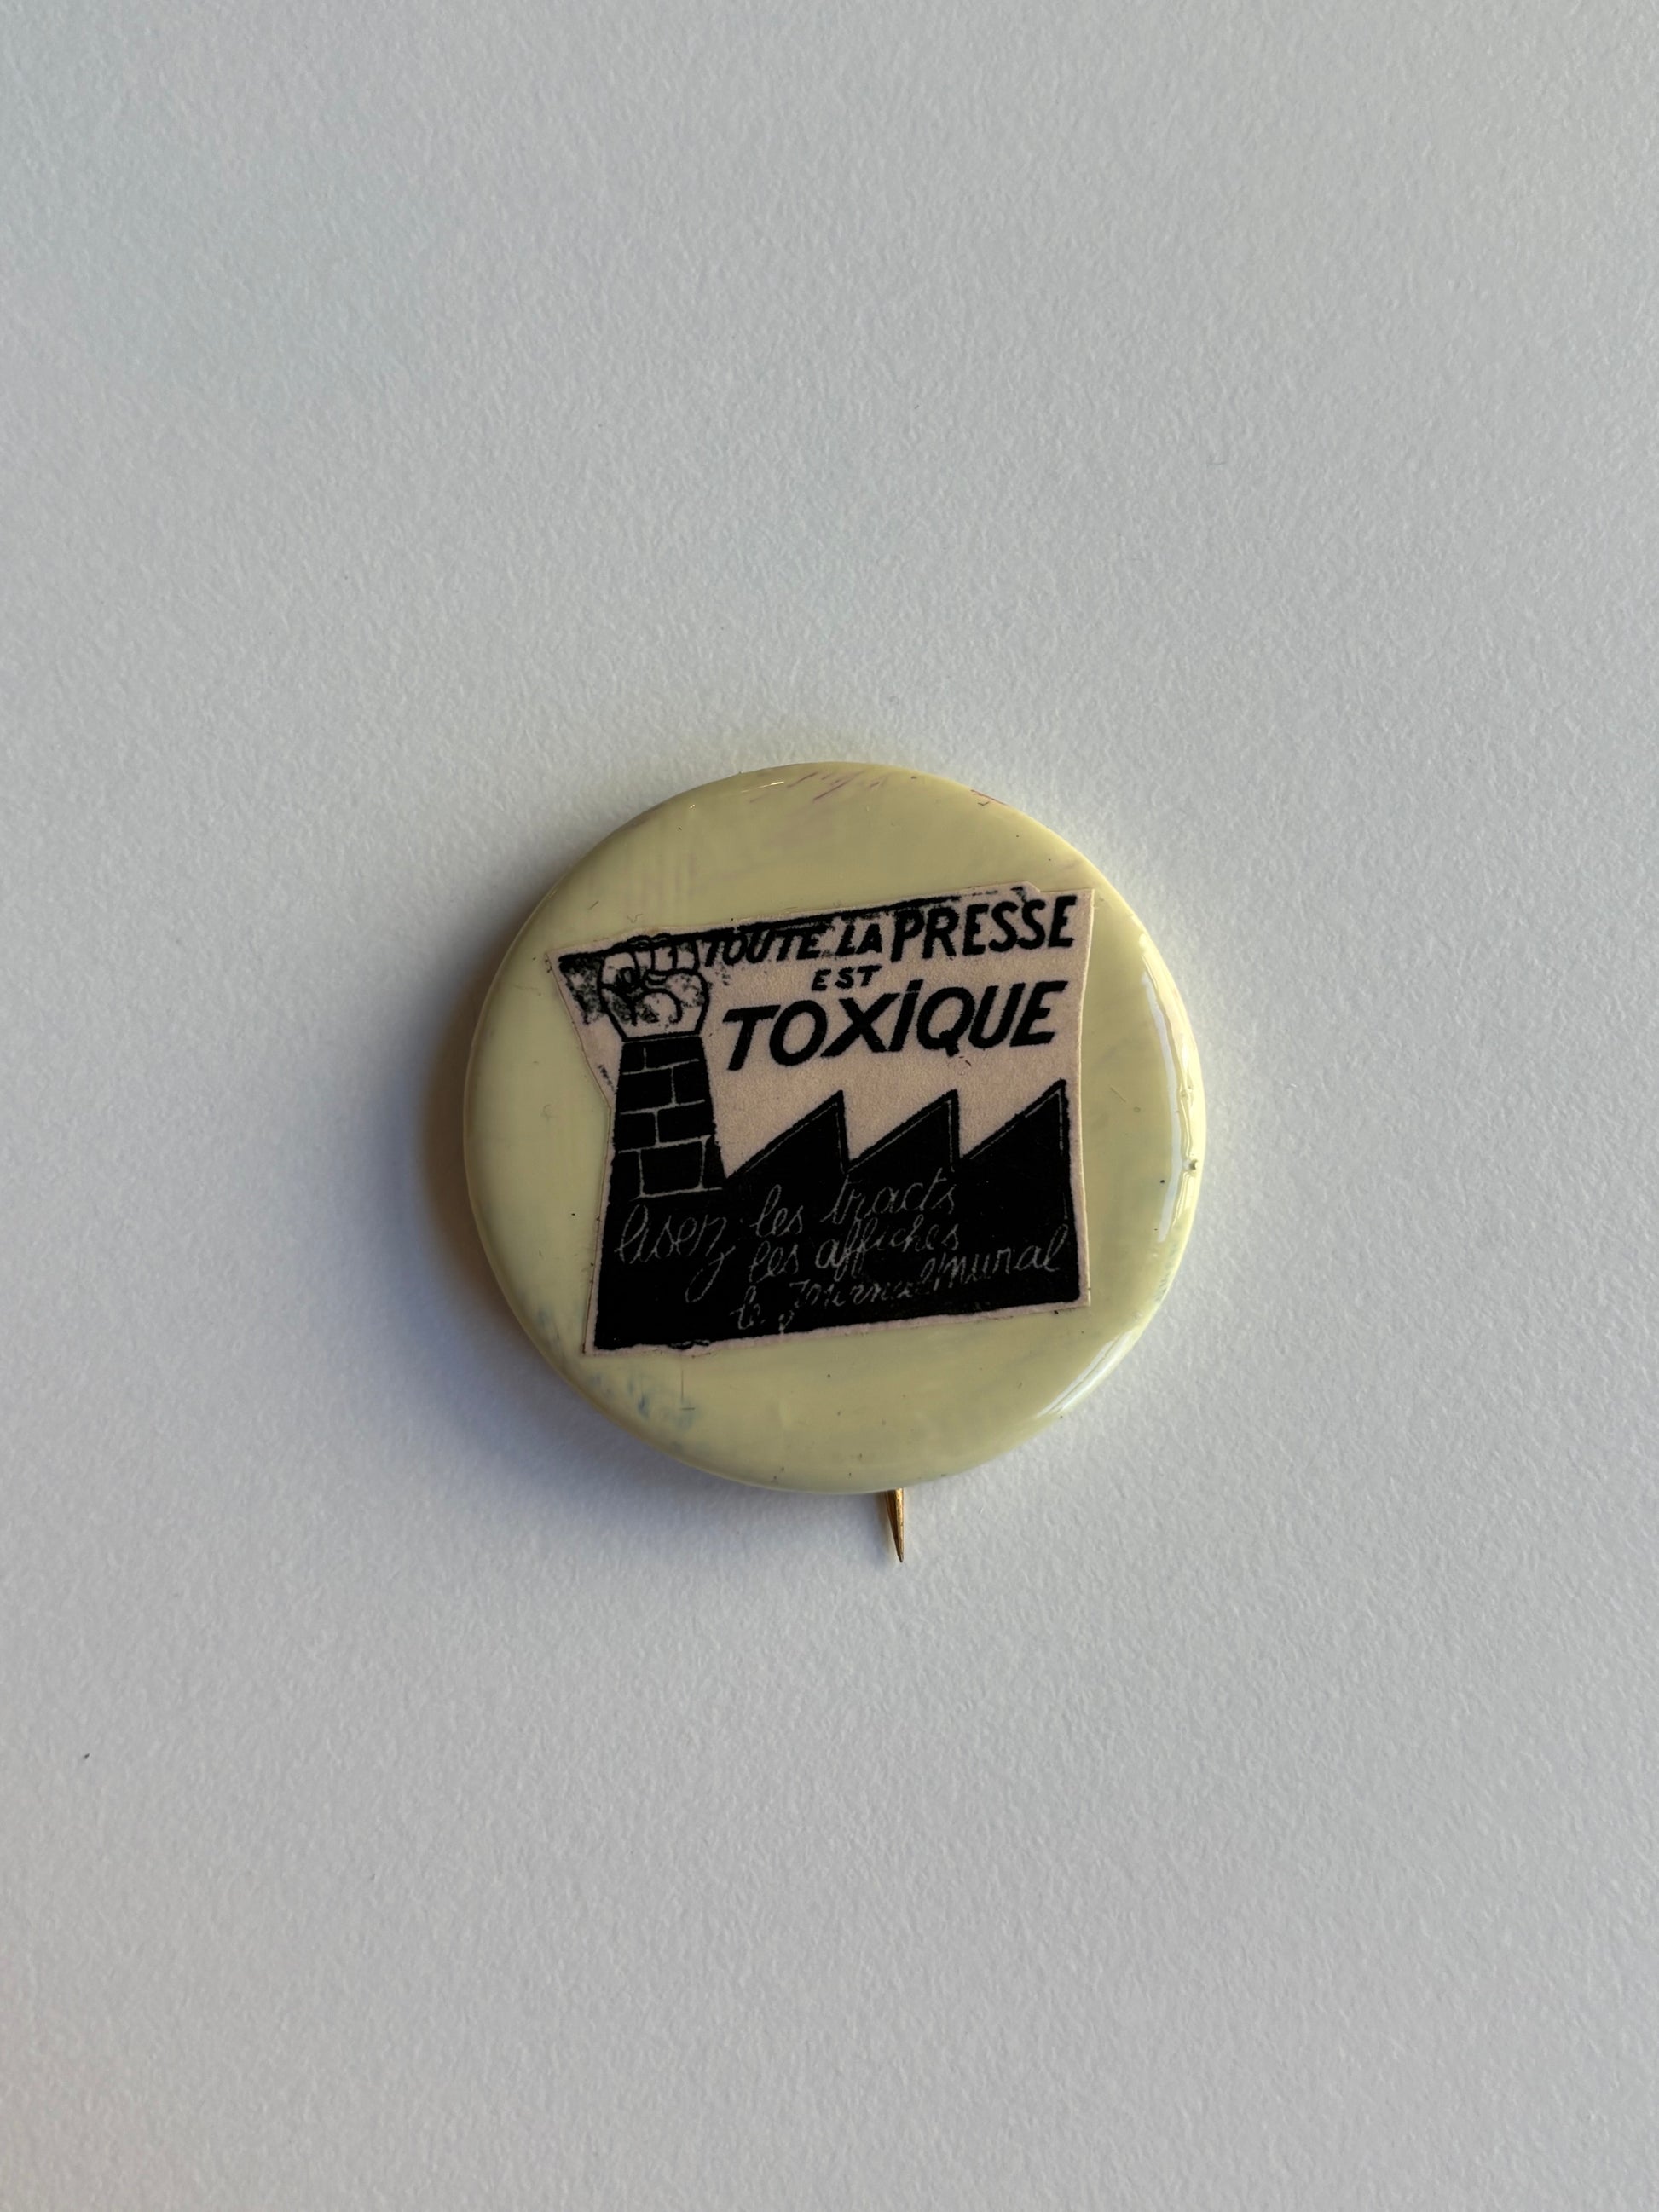 TOUTE LA PRESSE
EST
TOXiQUE
lisez les tracts
les affiches
le journal mural